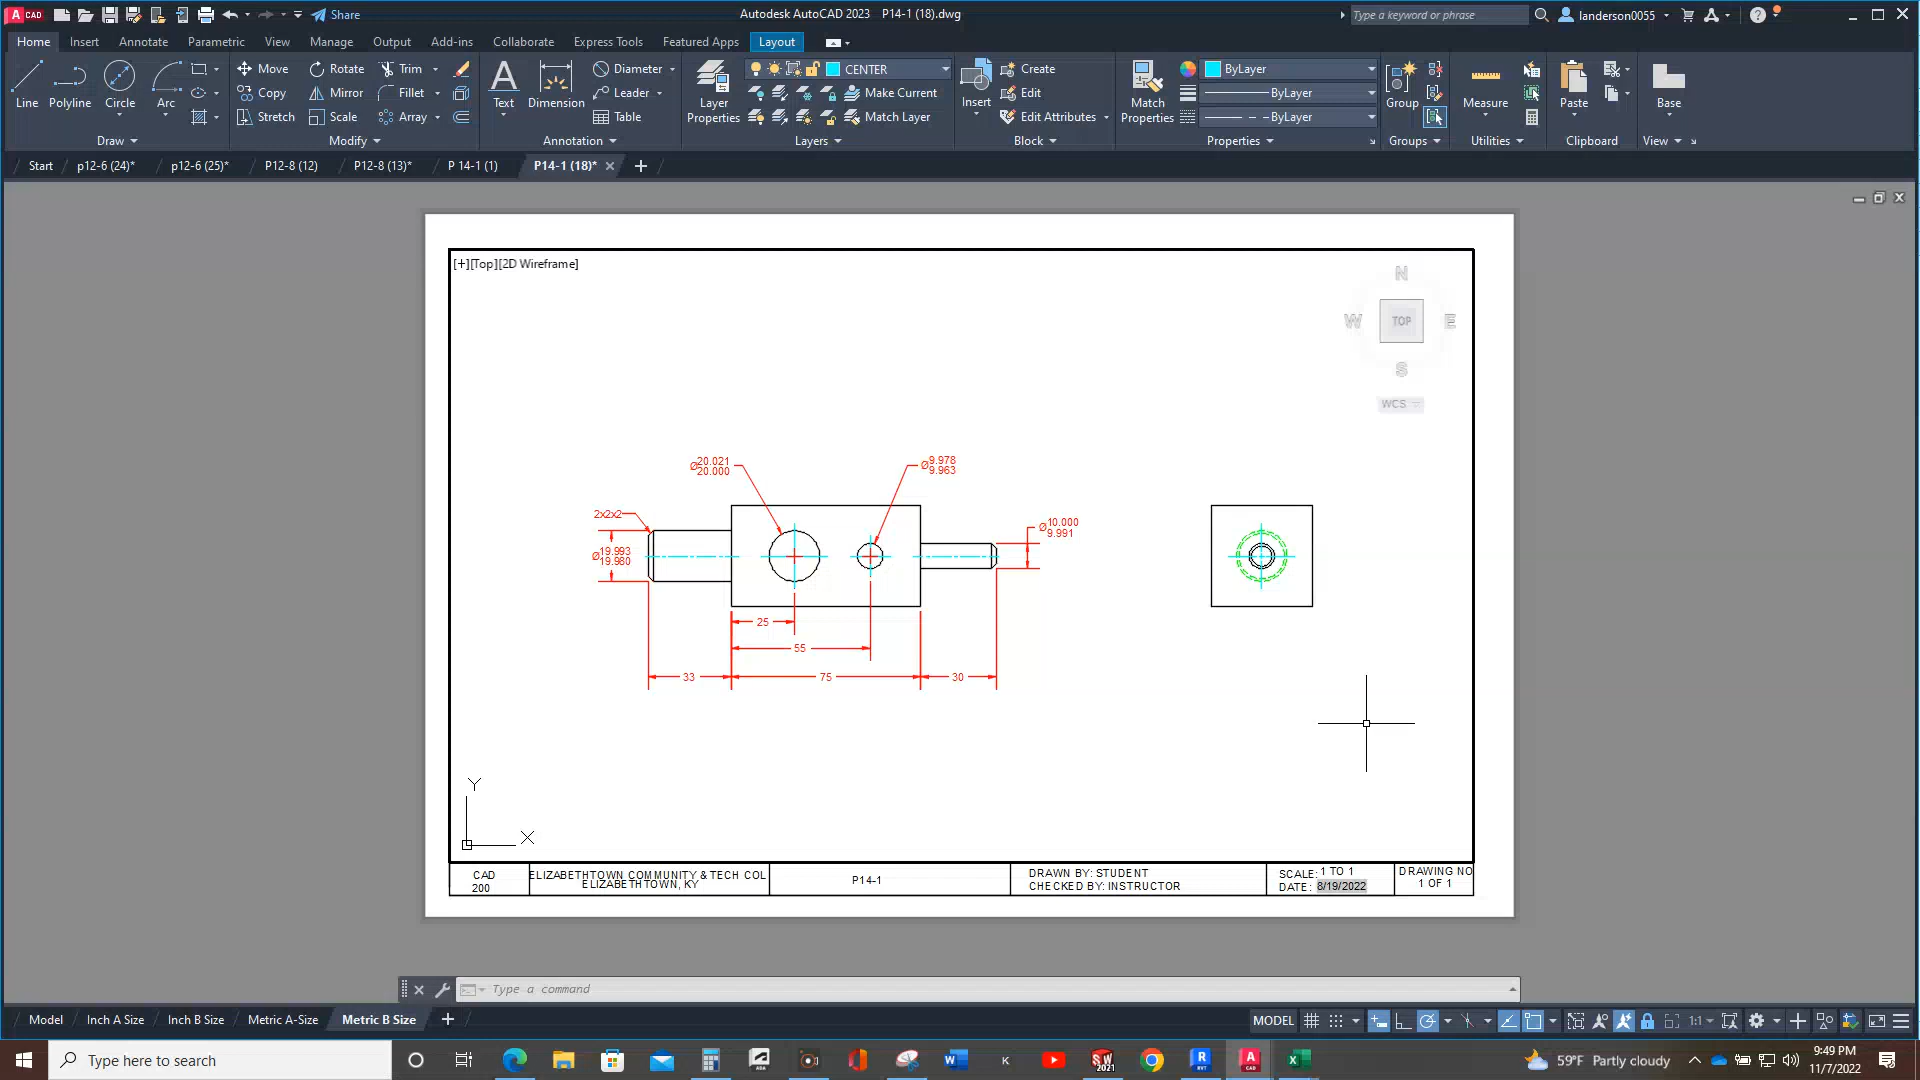 CAD Share Autodesk AutoCAD 2023 P14-1 (18).dwg Type a keyword or phrase landerson0055
Home Insert Annotate Parametric View Manage Output Add-ins Collaborate Express Tools Featured Apps Layout
Line Polyline Circle Arc
Move Rotate Trim
Copy Mirror Fillet
Stretch Scale Array
Text Dimension
Diameter
Leader
Table
Layer Properties
CENTER
Make Current
Match Layer
Insert
Create
Edit
Edit Attributes
Match Properties
ByLayer
ByLayer
ByLayer
Group
Measure
Paste
Base
Draw Modify Annotation Layers Block Properties Groups Utilities Clipboard View
Start p12-6 (24)* p12-6 (25)* P12-8 (12) P12-8 (13)* P 14-1 (1) P14-1 (18)*
[+][Top][2D Wireframe]
N
W TOP E
S
WCS
Ø20.021
20.000
Ø9.978
9.963
2x2x2
Ø10.000
9.991
Ø19.993
19.980
25
55
33 75 30
Y
X
CAD
200
ELIZABETHTOWN COMMUNITY & TECH COL
ELIZABETHTOWN, KY
P14-1
DRAWN BY: STUDENT
CHECKED BY: INSTRUCTOR
SCALE: 1 TO 1
DATE: 8/19/2022
DRAWING NO
1 OF 1
Type a command
Model Inch A Size Inch B Size Metric A-Size Metric B Size MODEL 1:1
Type here to search
59°F Partly cloudy
9:49 PM
11/7/2022